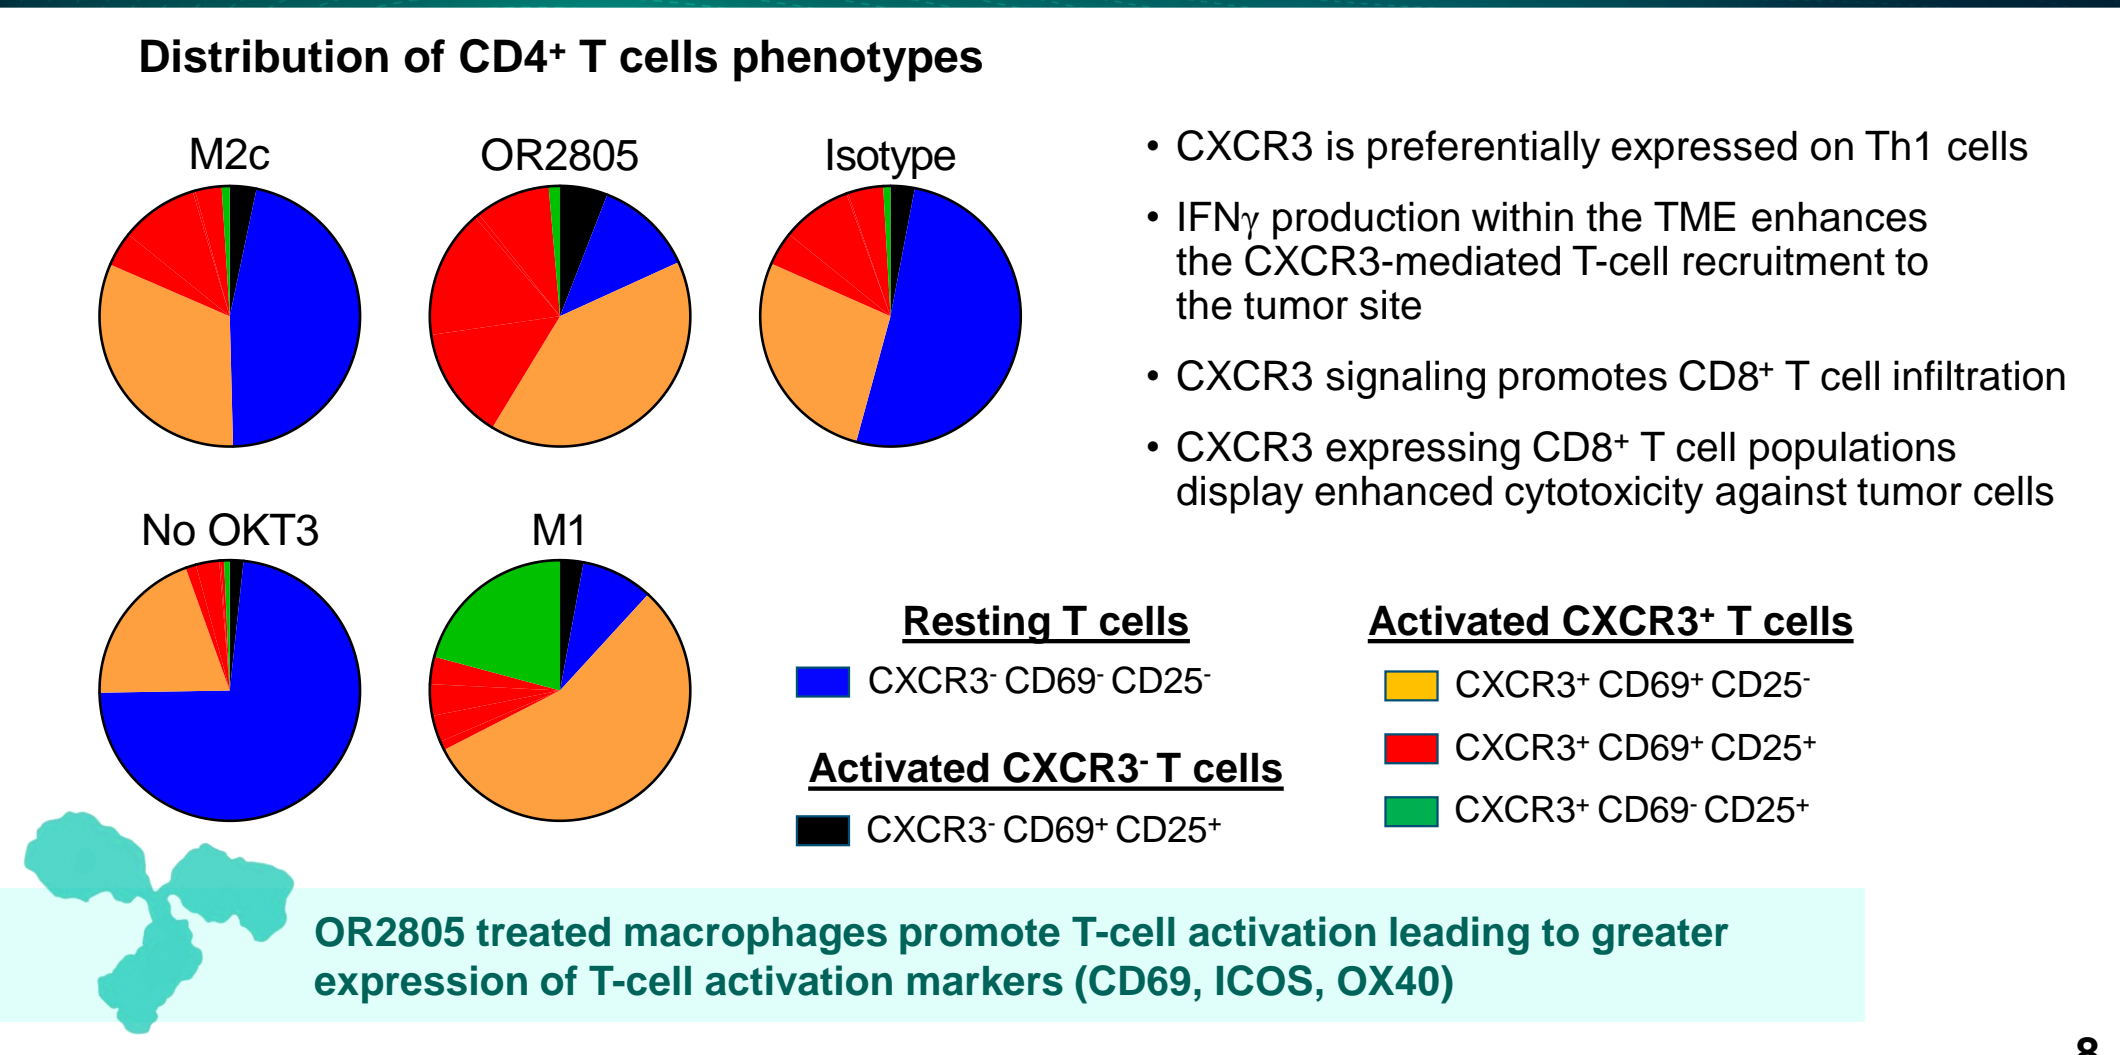 Distribution of CD4⁺ T cells phenotypes
M2c
OR2805
Isotype
No OKT3
M1
• CXCR3 is preferentially expressed on Th1 cells
• IFNγ production within the TME enhances
the CXCR3-mediated T-cell recruitment to
the tumor site
• CXCR3 signaling promotes CD8⁺ T cell infiltration
• CXCR3 expressing CD8⁺ T cell populations
display enhanced cytotoxicity against tumor cells
Resting T cells
CXCR3⁻ CD69⁻ CD25⁻
Activated CXCR3⁻ T cells
CXCR3⁻ CD69⁺ CD25⁺
Activated CXCR3⁺ T cells
CXCR3⁺ CD69⁺ CD25⁻
CXCR3⁺ CD69⁺ CD25⁺
CXCR3⁺ CD69⁻ CD25⁺
OR2805 treated macrophages promote T-cell activation leading to greater
expression of T-cell activation markers (CD69, ICOS, OX40)
8